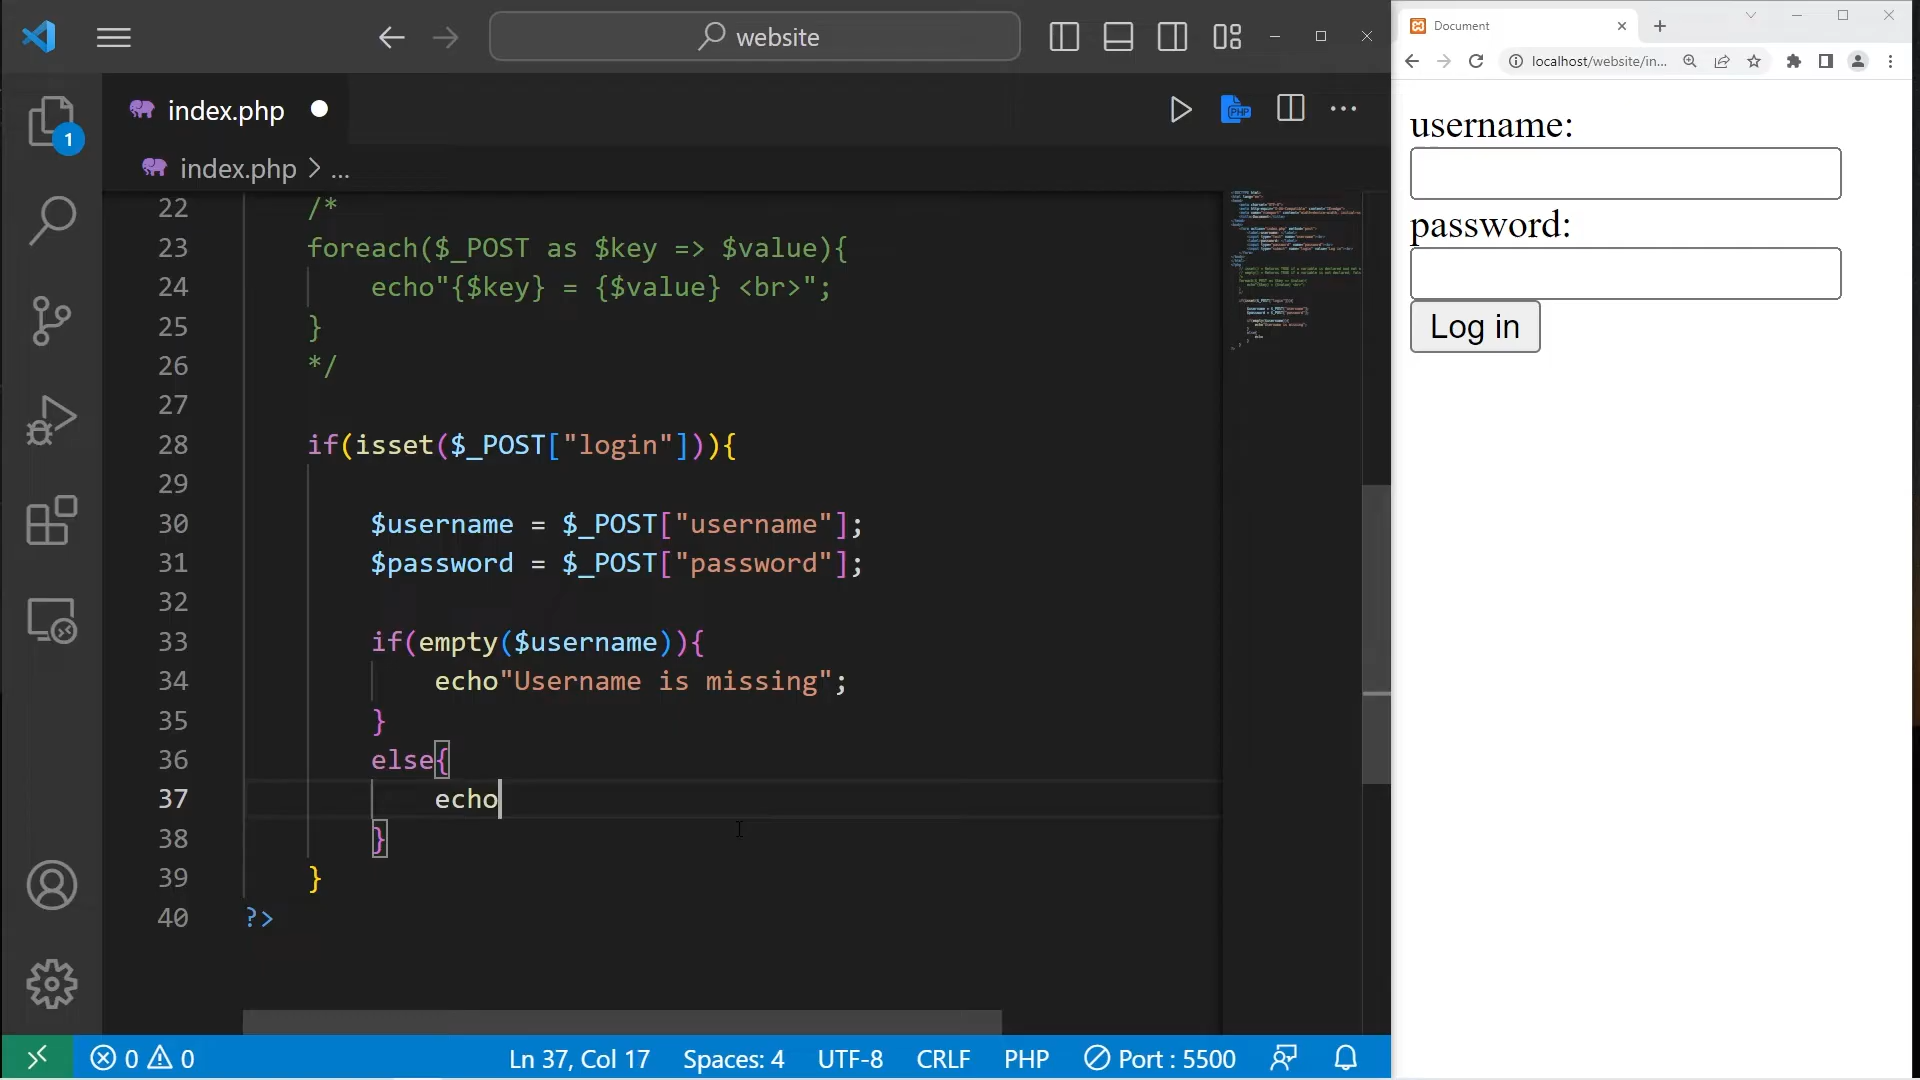 website
index.php
index.php > ...
1
22 /*
23 foreach($_POST as $key => $value){
24 echo"{$key} = {$value} <br>";
25 }
26 */
27
28 if(isset($_POST["login"])){
29
30 $username = $_POST["username"];
31 $password = $_POST["password"];
32
33 if(empty($username)){
34 echo"Username is missing";
35 }
36 else{
37 echo
38 }
39 }
40 ?>
0 0
Ln 37, Col 17
Spaces: 4
UTF-8
CRLF
PHP
Port : 5500
Document
localhost/website/in...
username:
password:
Log in